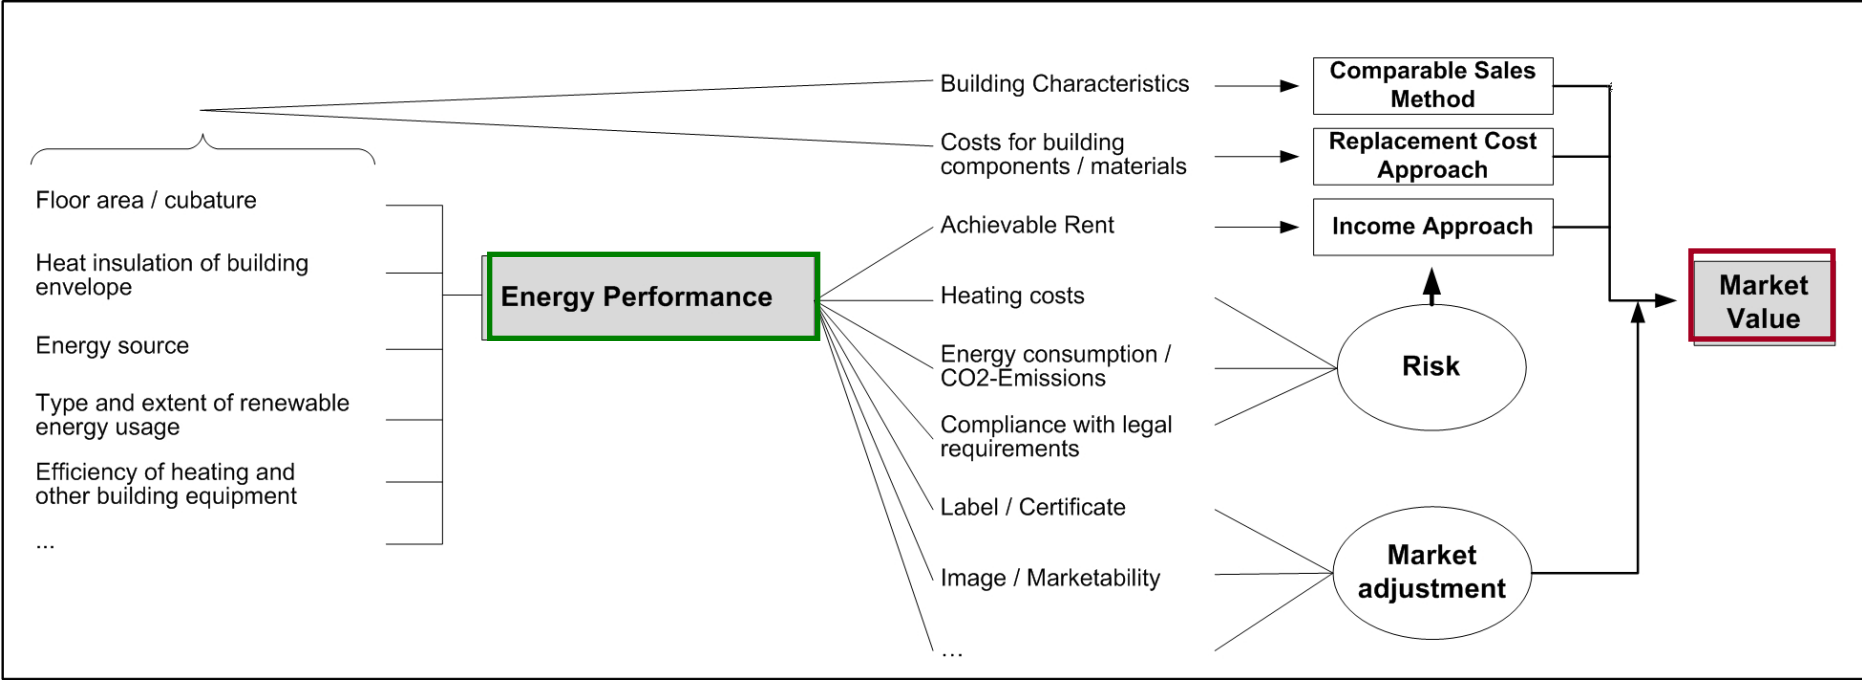 Floor area / cubature
Heat insulation of building
envelope
Energy source
Type and extent of renewable
energy usage
Efficiency of heating and
other building equipment
...
Energy Performance
Building Characteristics
Costs for building
components / materials
Achievable Rent
Heating costs
Energy consumption /
CO2-Emissions
Compliance with legal
requirements
Label / Certificate
Image / Marketability
...
Comparable Sales
Method
Replacement Cost
Approach
Income Approach
Risk
Market
adjustment
Market
Value